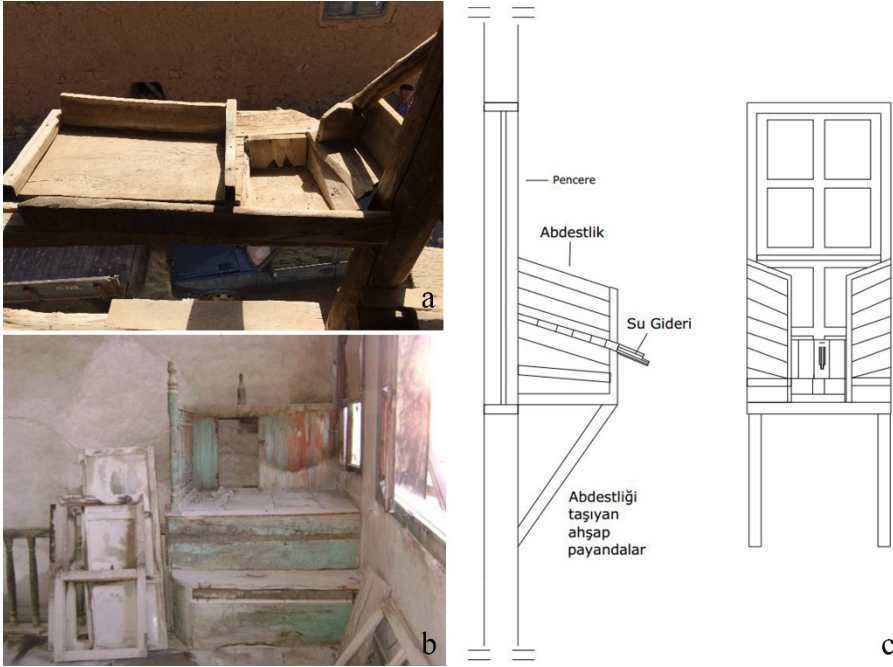 a
b
Pencere
Abdestlik
Su Gideri
Abdestliği
taşıyan
ahşap
payandalar
c